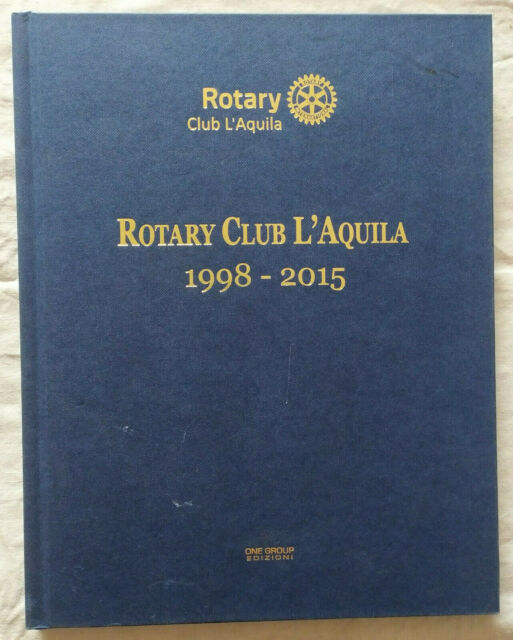 Rotary
Club L'Aquila
ROTARY CLUB L'AQUILA
1998 - 2015
ONE GROUP
EDIZIONI